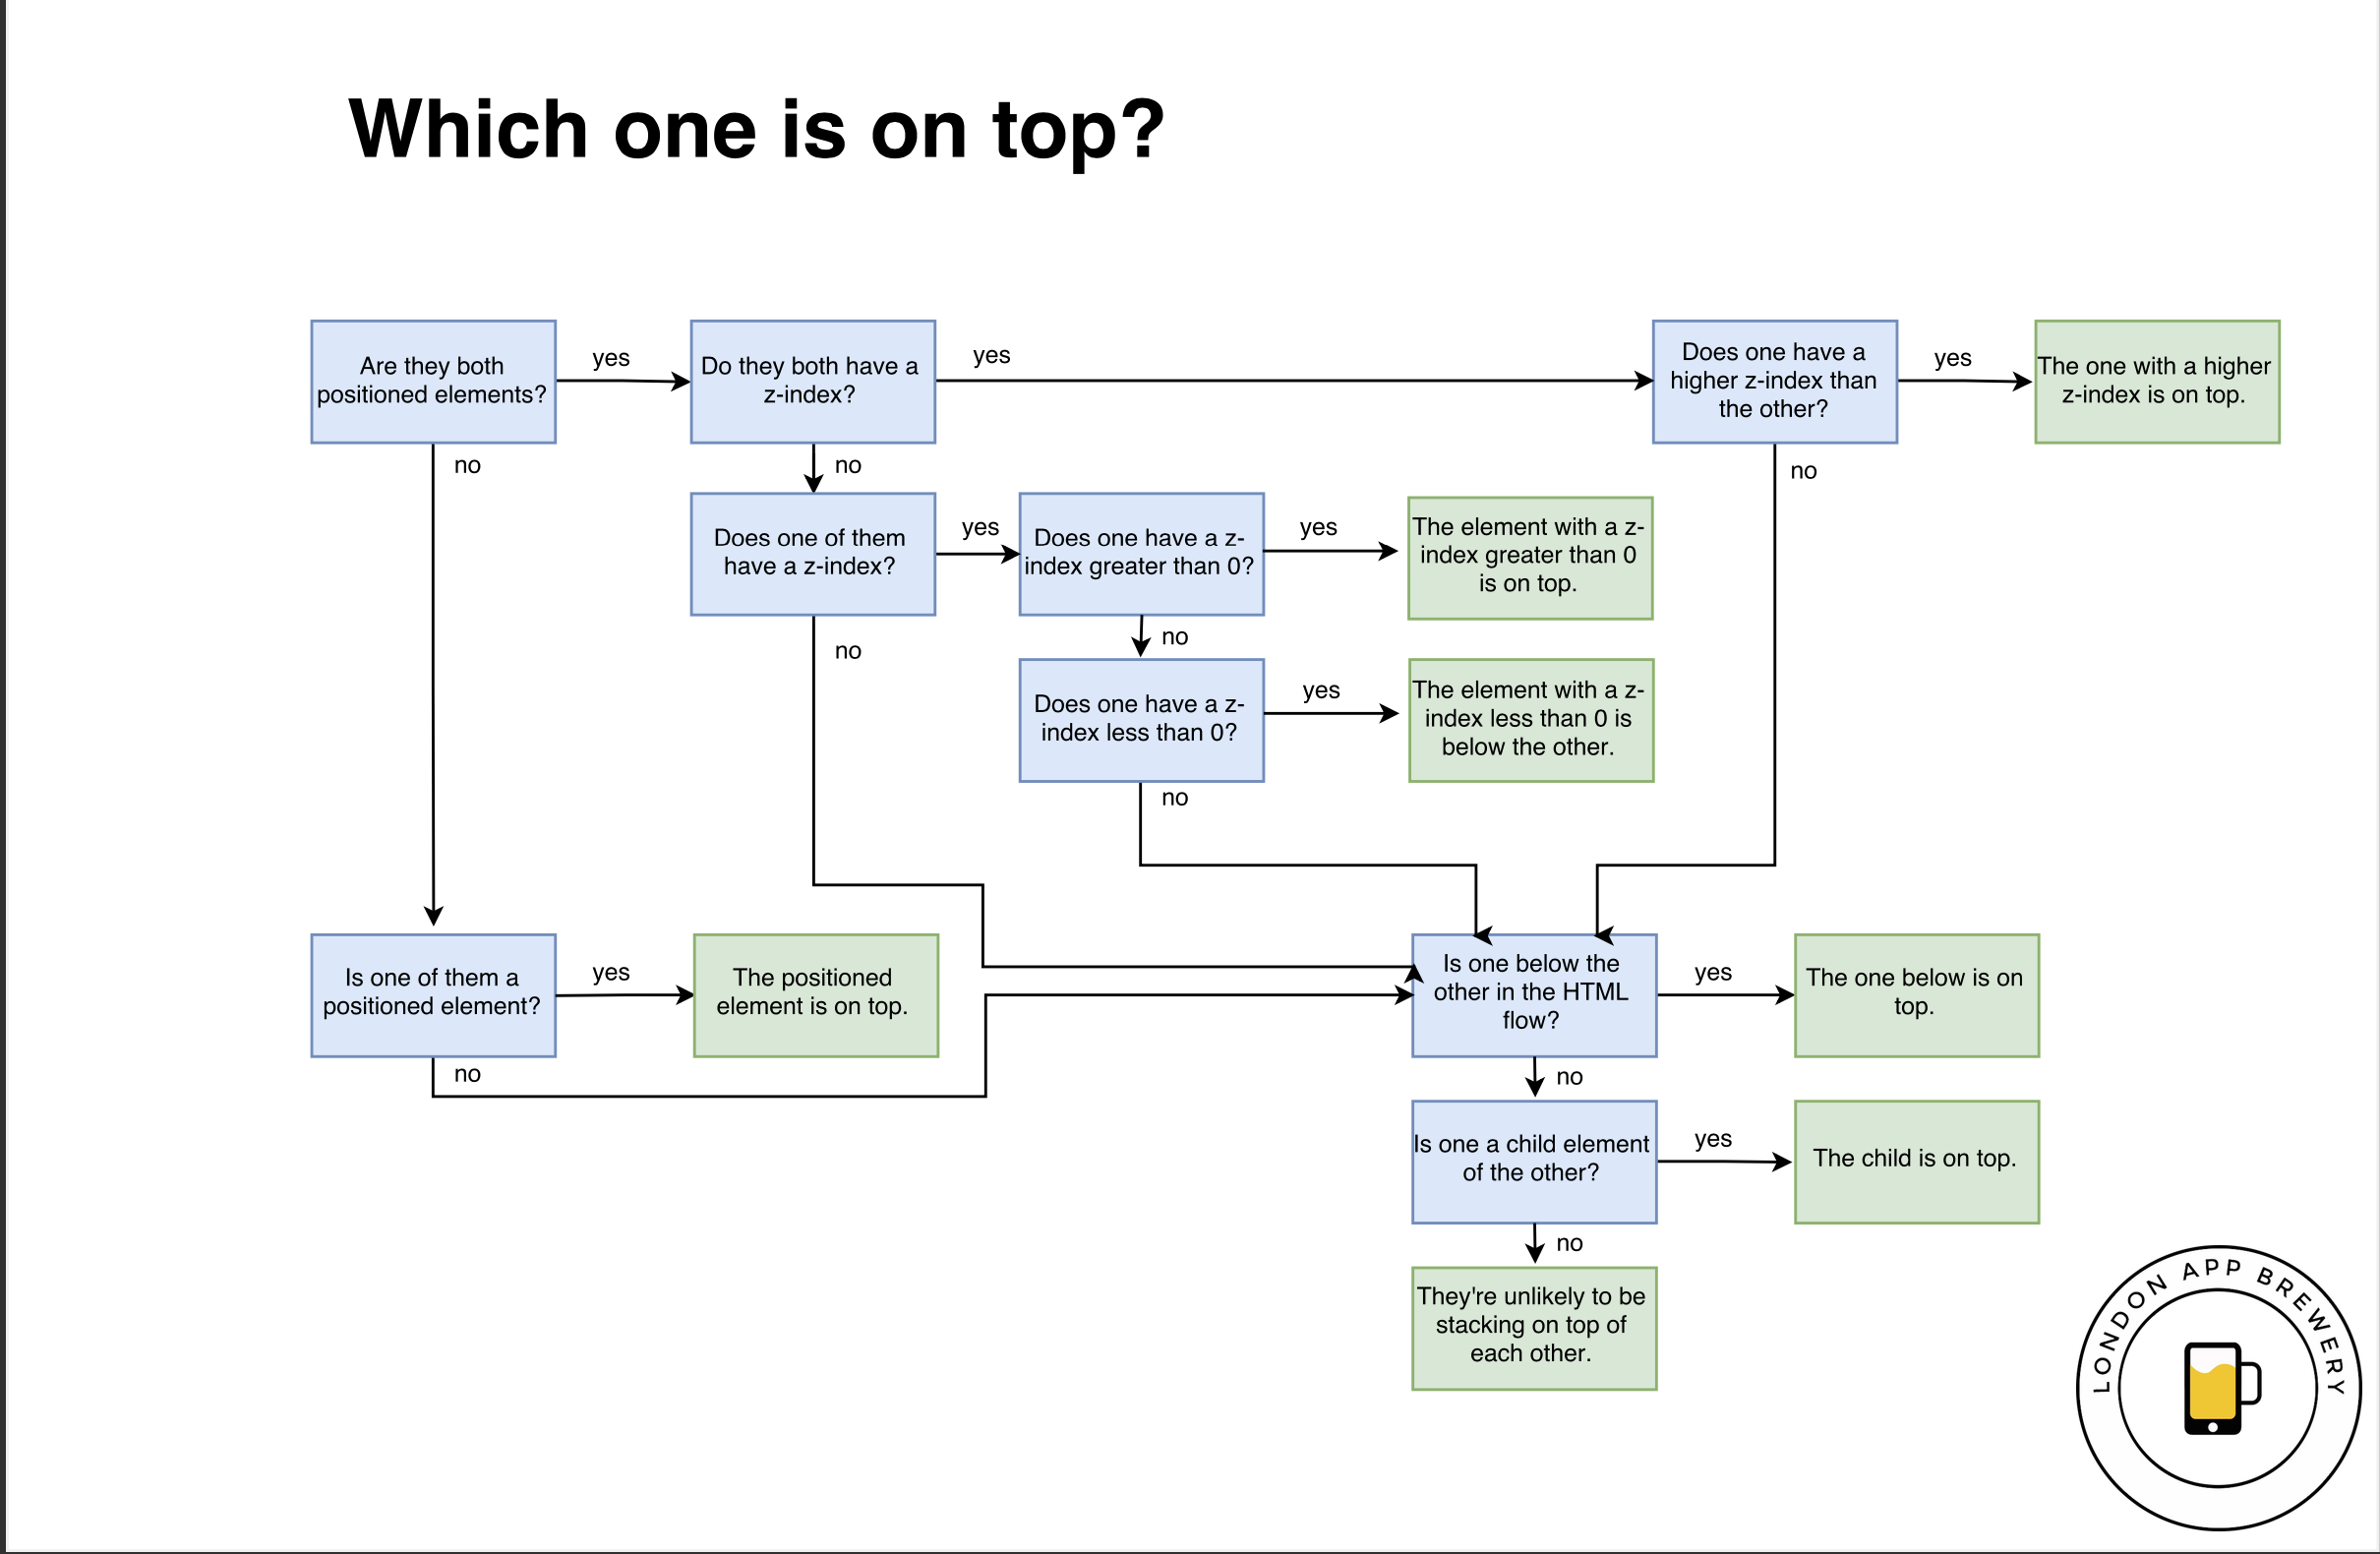 Which one is on top?
Are they both
positioned elements?
yes
Do they both have a
z-index?
yes
Does one have a
higher z-index than
the other?
yes
The one with a higher
z-index is on top.
no
no
no
Does one of them
have a z-index?
yes
Does one have a z-
index greater than 0?
yes
The element with a z-
index greater than 0
is on top.
no
no
Does one have a z-
index less than 0?
yes
The element with a z-
index less than 0 is
below the other.
no
Is one of them a
positioned element?
yes
The positioned
element is on top.
Is one below the
other in the HTML
flow?
yes
The one below is on
top.
no
no
Is one a child element
of the other?
yes
The child is on top.
no
They're unlikely to be
stacking on top of
each other.
LONDON APP BREWERY